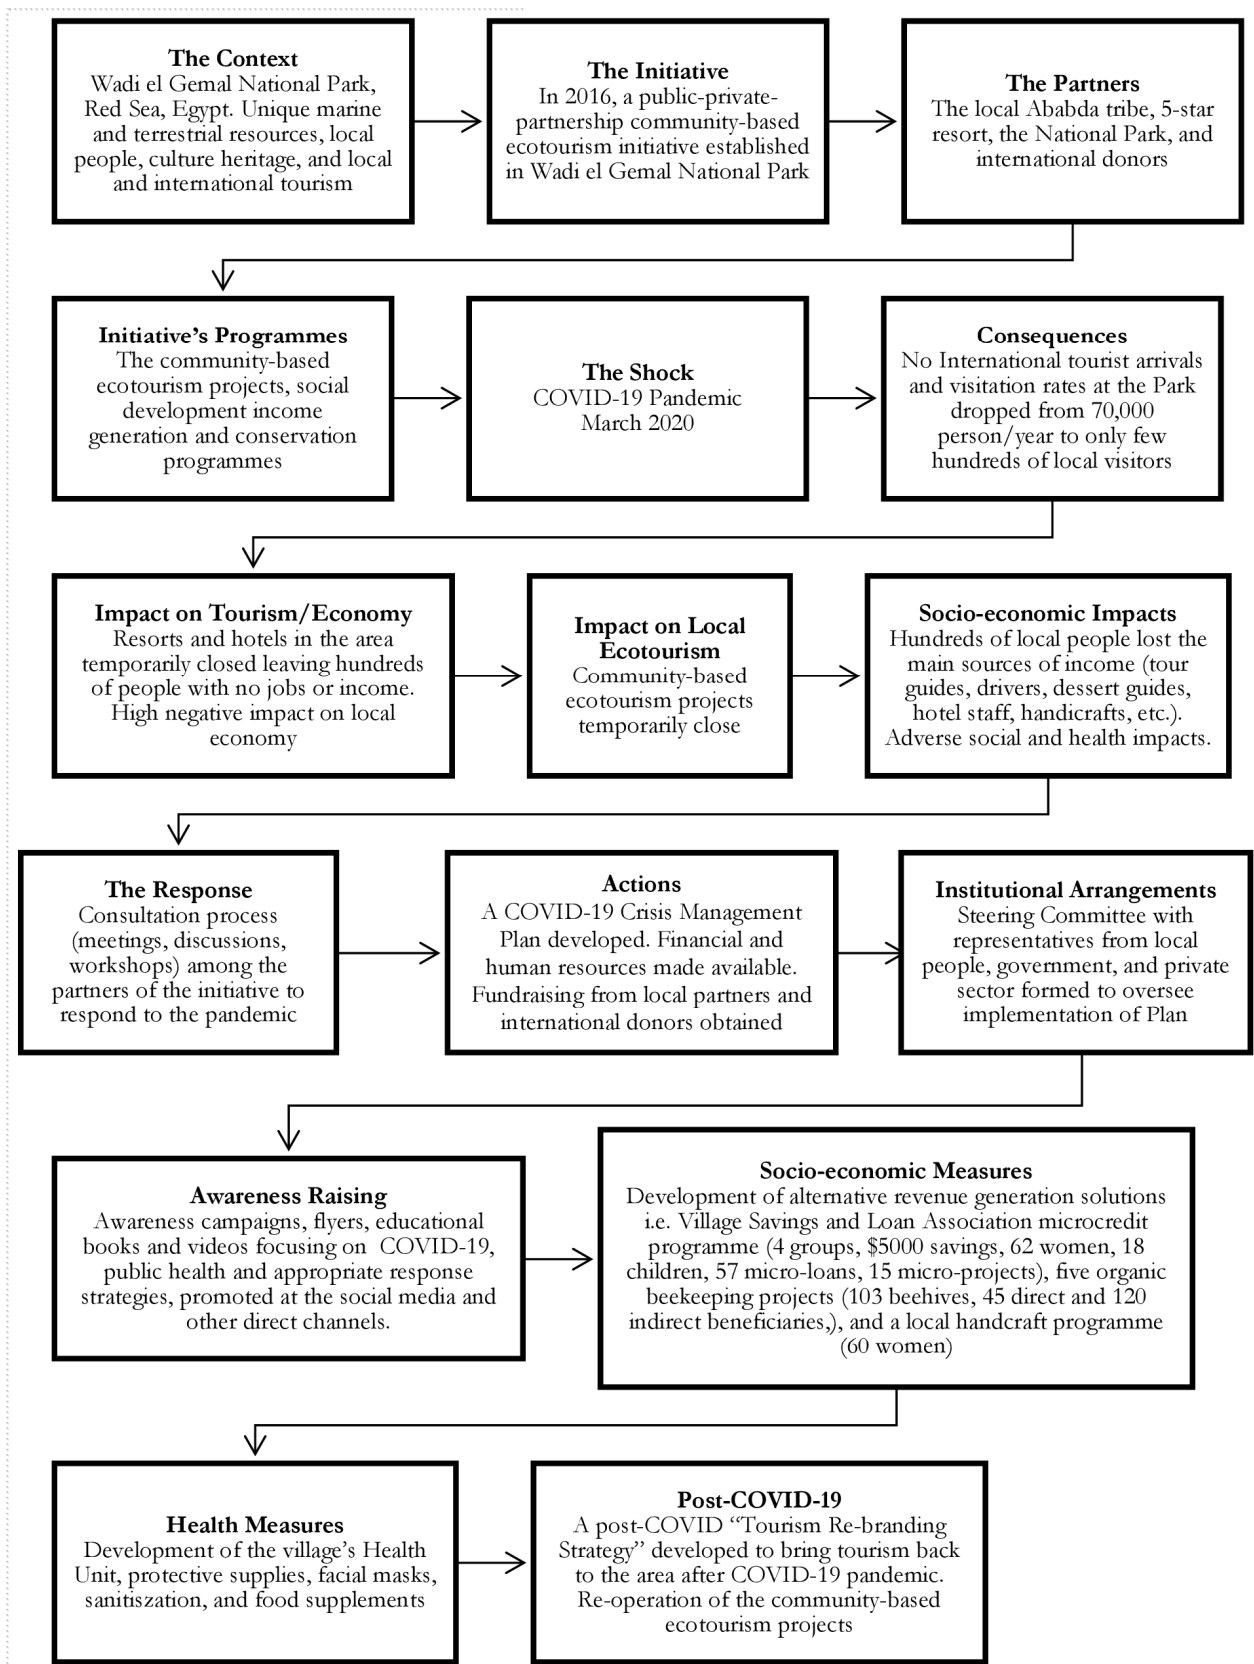 The Context
Wadi el Gemal National Park,
Red Sea, Egypt. Unique marine
and terrestrial resources, local
people, culture heritage, and local
and international tourism
The Initiative
In 2016, a public-private-
partnership community-based
ecotourism initiative established
in Wadi el Gemal National Park
The Partners
The local Ababda tribe, 5-star
resort, the National Park, and
international donors
Initiative's Programmes
The community-based
ecotourism projects, social
development income
generation and conservation
programmes
The Shock
COVID-19 Pandemic
March 2020
Consequences
No International tourist arrivals
and visitation rates at the Park
dropped from 70,000
person/year to only few
hundreds of local visitors
Impact on Tourism/Economy
Resorts and hotels in the area
temporarily closed leaving hundreds
of people with no jobs or income.
High negative impact on local
economy
Impact on Local
Ecotourism
Community-based
ecotourism projects
temporarily close
Socio-economic Impacts
Hundreds of local people lost the
main sources of income (tour
guides, drivers, dessert guides,
hotel staff, handicrafts, etc.).
Adverse social and health impacts.
The Response
Consultation process
(meetings, discussions,
workshops) among the
partners of the initiative to
respond to the pandemic
Actions
A COVID-19 Crisis Management
Plan developed. Financial and
human resources made available.
Fundraising from local partners and
international donors obtained
Institutional Arrangements
Steering Committee with
representatives from local
people, government, and private
sector formed to oversee
implementation of Plan
Awareness Raising
Awareness campaigns, flyers, educational
books and videos focusing on COVID-19,
public health and appropriate response
strategies, promoted at the social media and
other direct channels.
Socio-economic Measures
Development of alternative revenue generation solutions
i.e. Village Savings and Loan Association microcredit
programme (4 groups, $5000 savings, 62 women, 18
children, 57 micro-loans, 15 micro-projects), five organic
beekeeping projects (103 beehives, 45 direct and 120
indirect beneficiaries,), and a local handcraft programme
(60 women)
Health Measures
Development of the village's Health
Unit, protective supplies, facial masks,
sanitiszation, and food supplements
Post-COVID-19
A post-COVID “Tourism Re-branding
Strategy” developed to bring tourism back
to the area after COVID-19 pandemic.
Re-operation of the community-based
ecotourism projects